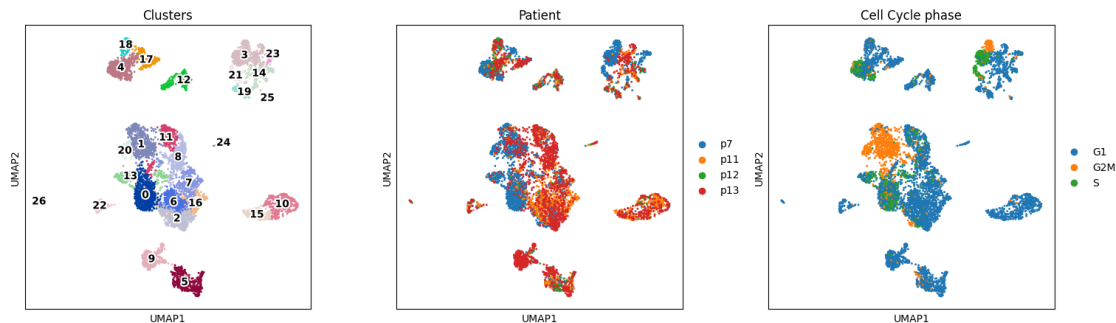 Clusters
18
17
4
12
3
23
21
14
19
25
11
1
20
8
24
13
7
0
6
16
2
26
22
15
10
9
5
UMAP2
UMAP1
Patient
p7
p11
p12
p13
UMAP2
UMAP1
Cell Cycle phase
G1
G2M
S
UMAP2
UMAP1